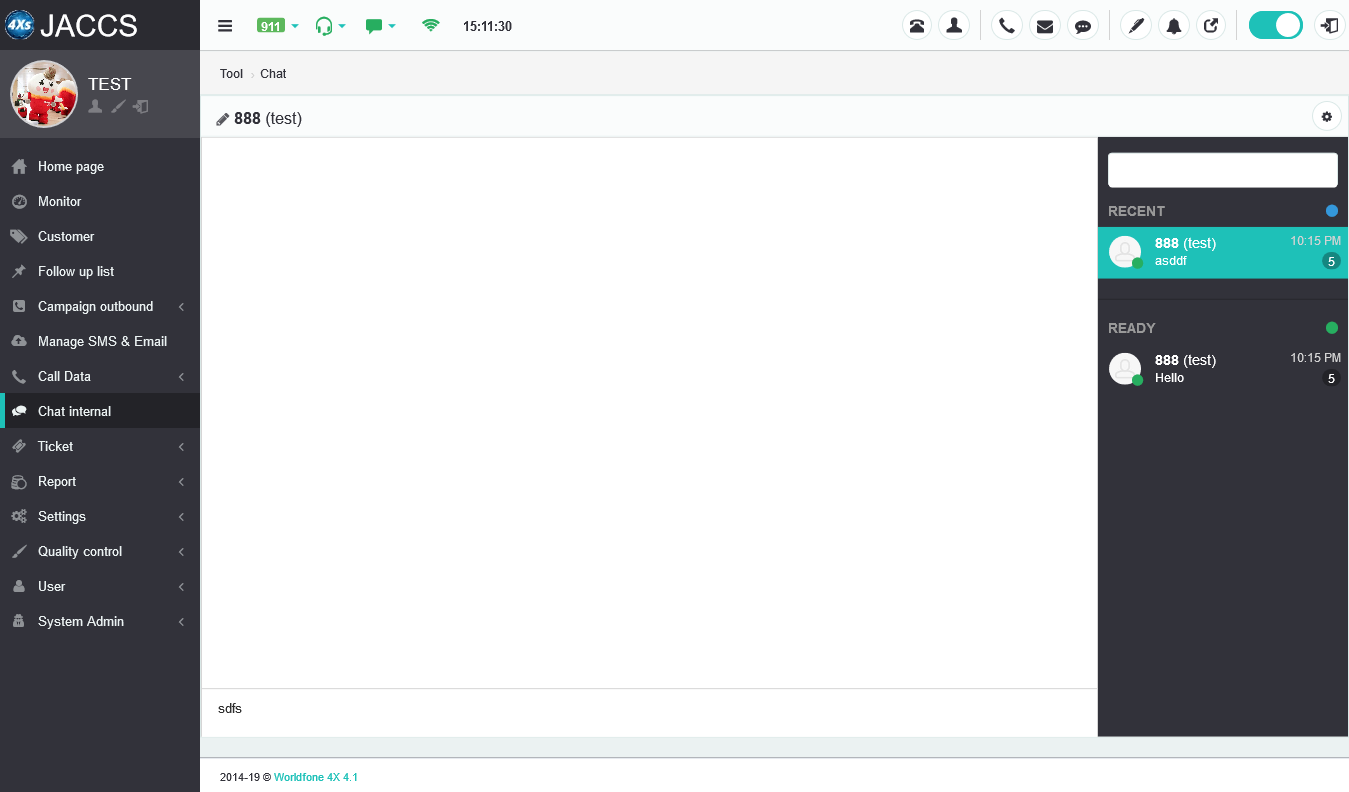 4Xs JACCS
911
15:11:30
TEST
Tool › Chat
888 (test)
Home page
Monitor
Customer
Follow up list
Campaign outbound
Manage SMS & Email
Call Data
Chat internal
Ticket
Report
Settings
Quality control
User
System Admin
RECENT
888 (test) 10:15 PM
asddf 5
READY
888 (test) 10:15 PM
Hello 5
sdfs
2014-19 © Worldfone 4X 4.1